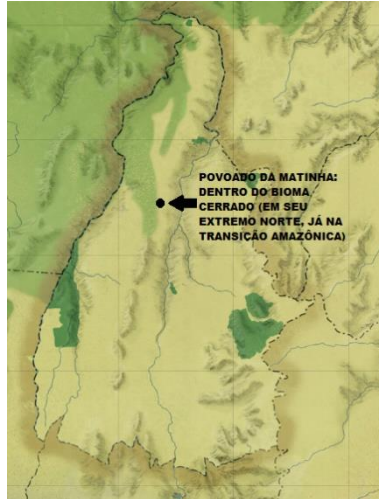 POVOADO DA MATINHA:
DENTRO DO BIOMA
CERRADO (EM SEU
EXTREMO NORTE, JÁ NA
TRANSIÇÃO AMAZÔNICA)